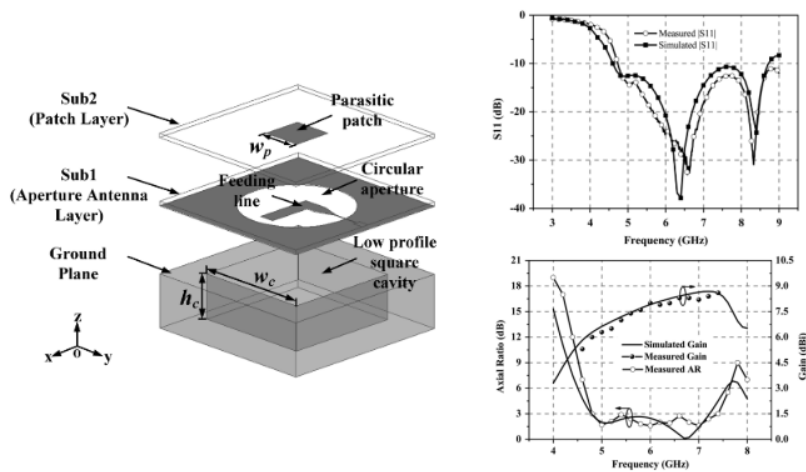 Sub2
(Patch Layer)
Parasitic
patch
wp
Sub1
(Aperture Antenna
Layer)
Feeding
line
Circular
aperture
Ground
Plane
Low profile
square
cavity
wc
hc
z
x
o
y
0
-10
-20
-30
-40
S11 (dB)
Measured |S11|
Simulated |S11|
3 4 5 6 7 8 9
Frequency (GHz)
21
18
15
12
9
6
3
0
Axial Ratio (dB)
10.5
9.0
7.5
6.0
4.5
3.0
1.5
0.0
Gain (dBi)
Simulated Gain
Measured Gain
Measured AR
4 5 6 7 8
Frequency (GHz)